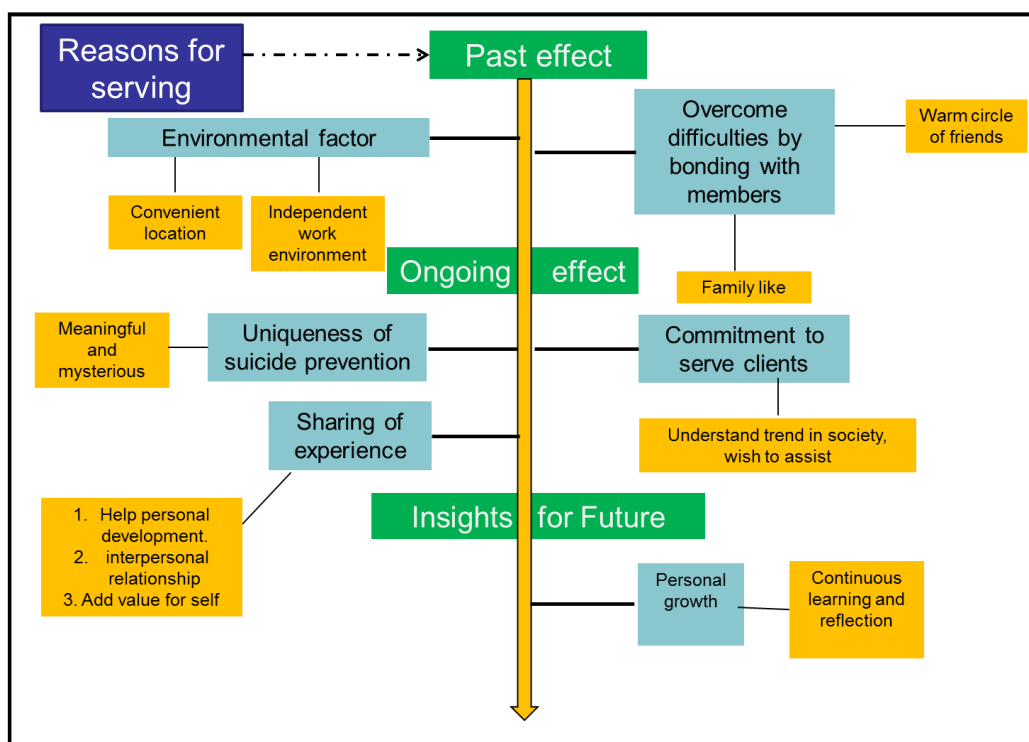 Reasons for
serving
Past effect
Environmental factor
Convenient
location
Independent
work
environment
Overcome
difficulties by
bonding with
members
Warm circle
of friends
Family like
Ongoing effect
Meaningful
and
mysterious
Uniqueness of
suicide prevention
Commitment to
serve clients
Sharing of
experience
Understand trend in society,
wish to assist
1. Help personal
development.
2. interpersonal
relationship
3. Add value for self
Insights for Future
Personal
growth
Continuous
learning and
reflection